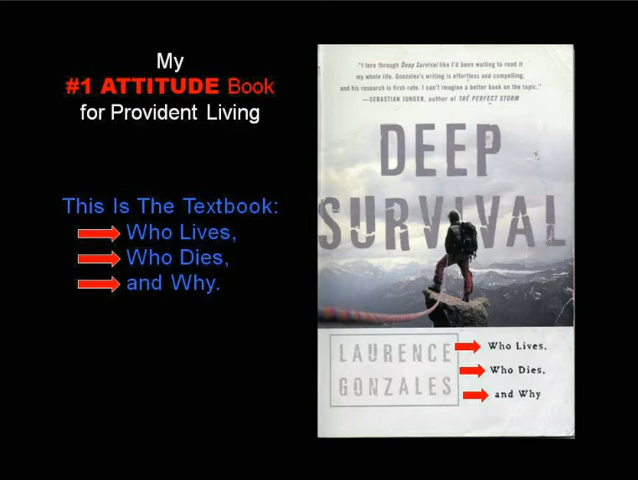 My
#1 ATTITUDE Book
for Provident Living
This Is The Textbook:
Who Lives,
Who Dies,
and Why.
"I tore through Deep Survival like I'd been waiting to read it
my whole life. Gonzales's writing is effortless and compelling,
and his research is first-rate. I can't imagine a better book on the topic."
—SEBASTIAN JUNGER, author of THE PERFECT STORM
DEEP
SURVIVAL
LAURENCE
GONZALES
Who Lives,
Who Dies,
and Why